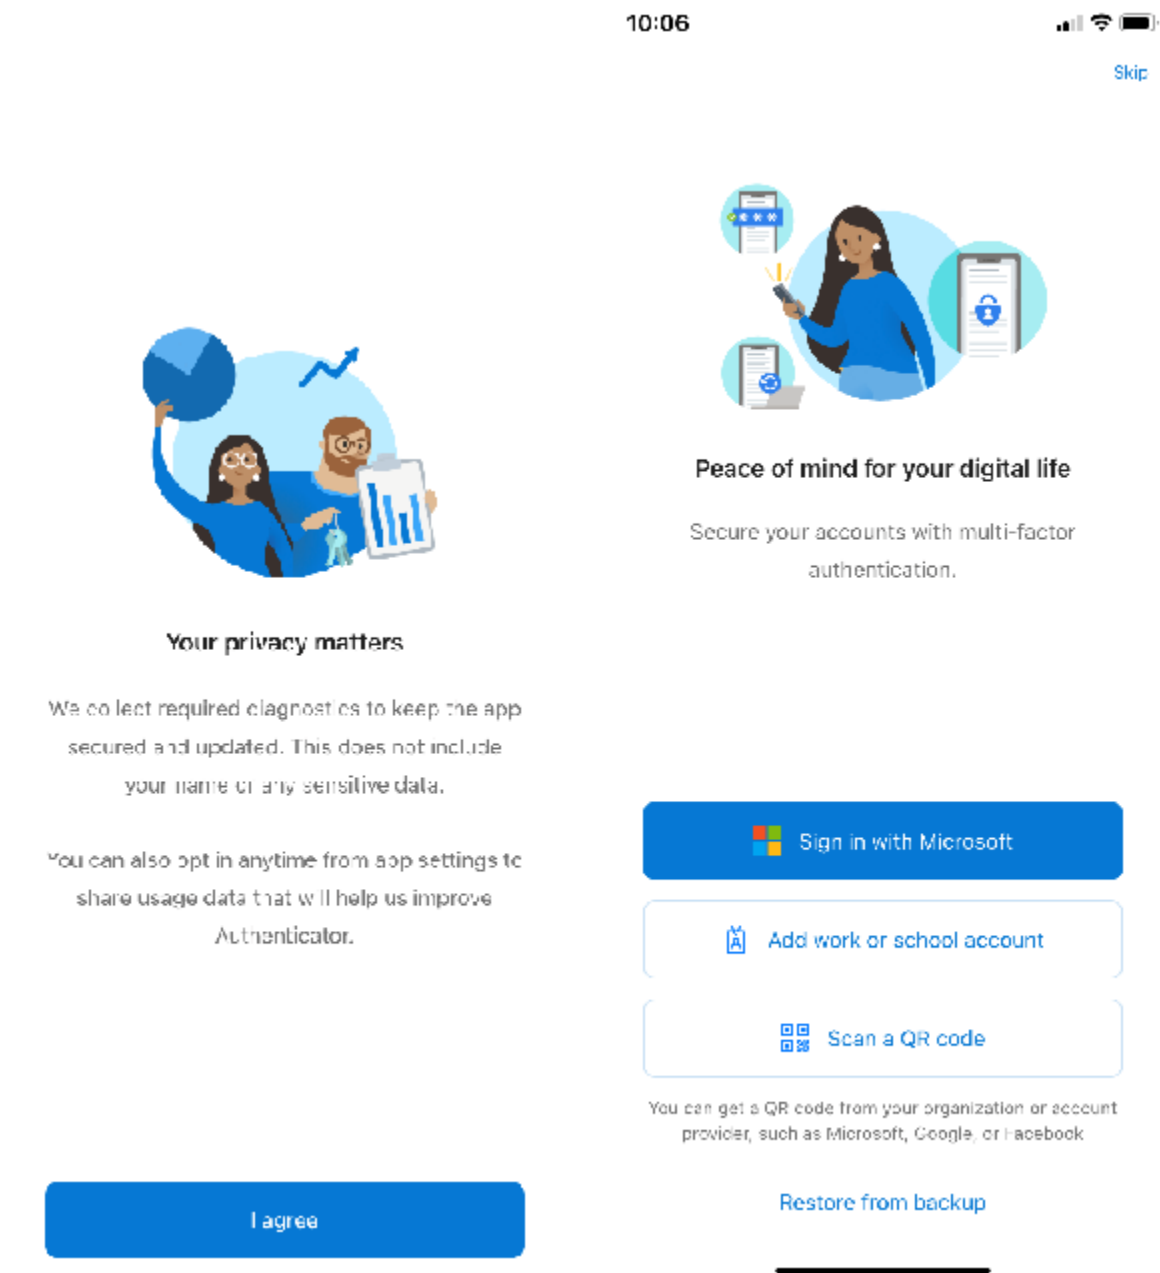 Your privacy matters
We collect required diagnostics to keep the app
secured and updated. This does not include
your name or any sensitive data.
You can also opt in anytime from app settings to
share usage data that will help us improve
Authenticator.
I agree
10:06
Skip
Peace of mind for your digital life
Secure your accounts with multi-factor
authentication.
Sign in with Microsoft
Add work or school account
Scan a QR code
You can get a QR code from your organization or account
provider, such as Microsoft, Google, or Facebook
Restore from backup